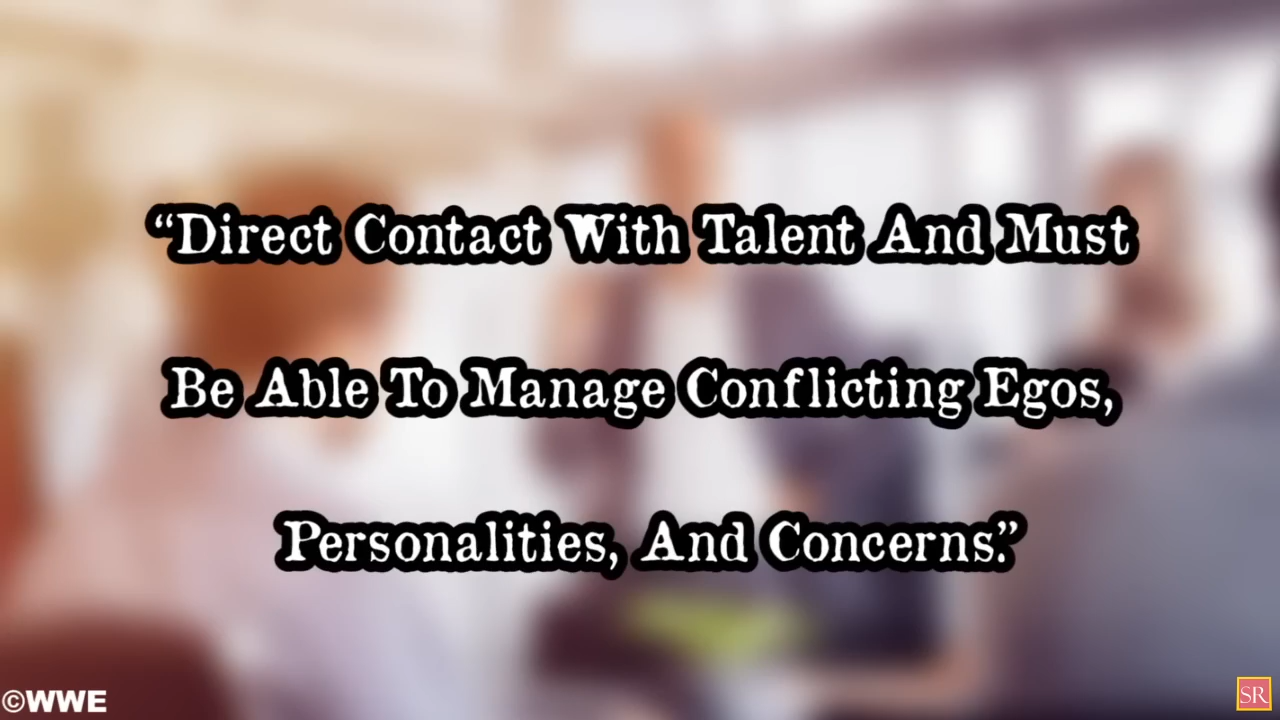 “Direct Contact With Talent And Must
Be Able To Manage Conflicting Egos,
Personalities, And Concerns.”
©WWE
SR